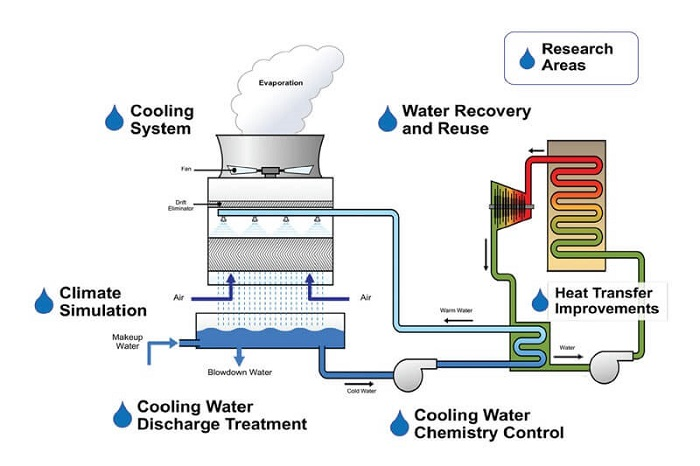 Research
Areas
Evaporation
Cooling
System
Water Recovery
and Reuse
Fan
Drift
Eliminator
Climate
Simulation
Air
Air
Heat Transfer
Improvements
Warm Water
Makeup
Water
Water
Blowdown Water
Cold Water
Cooling Water
Discharge Treatment
Cooling Water
Chemistry Control